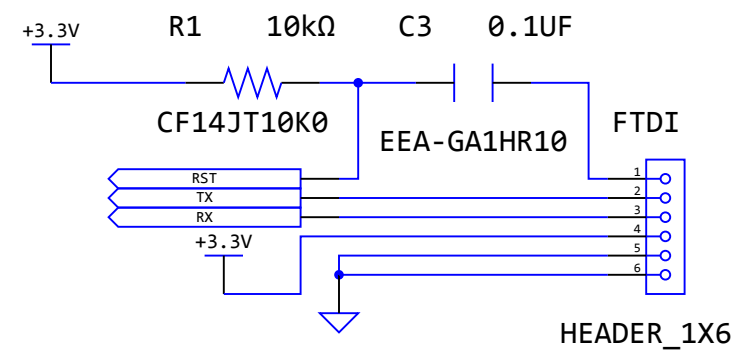 +3.3V R1 10kΩ C3 0.1UF
CF14JT10K0
EEA-GA1HR10
FTDI
RST
TX
RX
+3.3V
1
2
3
4
5
6
HEADER_1X6